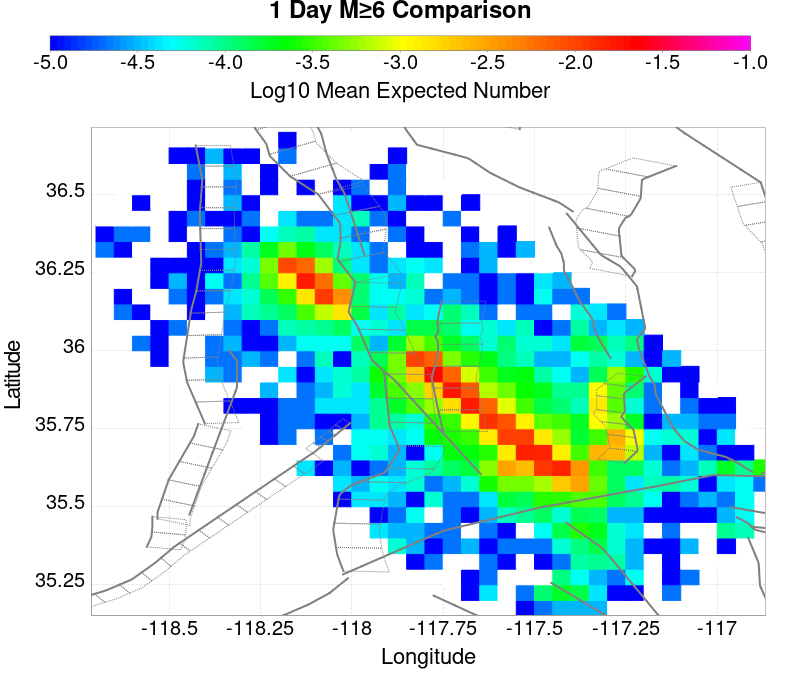 1 Day M≥6 Comparison
-5.0 -4.5 -4.0 -3.5 -3.0 -2.5 -2.0 -1.5 -1.0
Log10 Mean Expected Number
36.5
36.25
36
35.75
35.5
35.25
Latitude
-118.5 -118.25 -118 -117.75 -117.5 -117.25 -117
Longitude